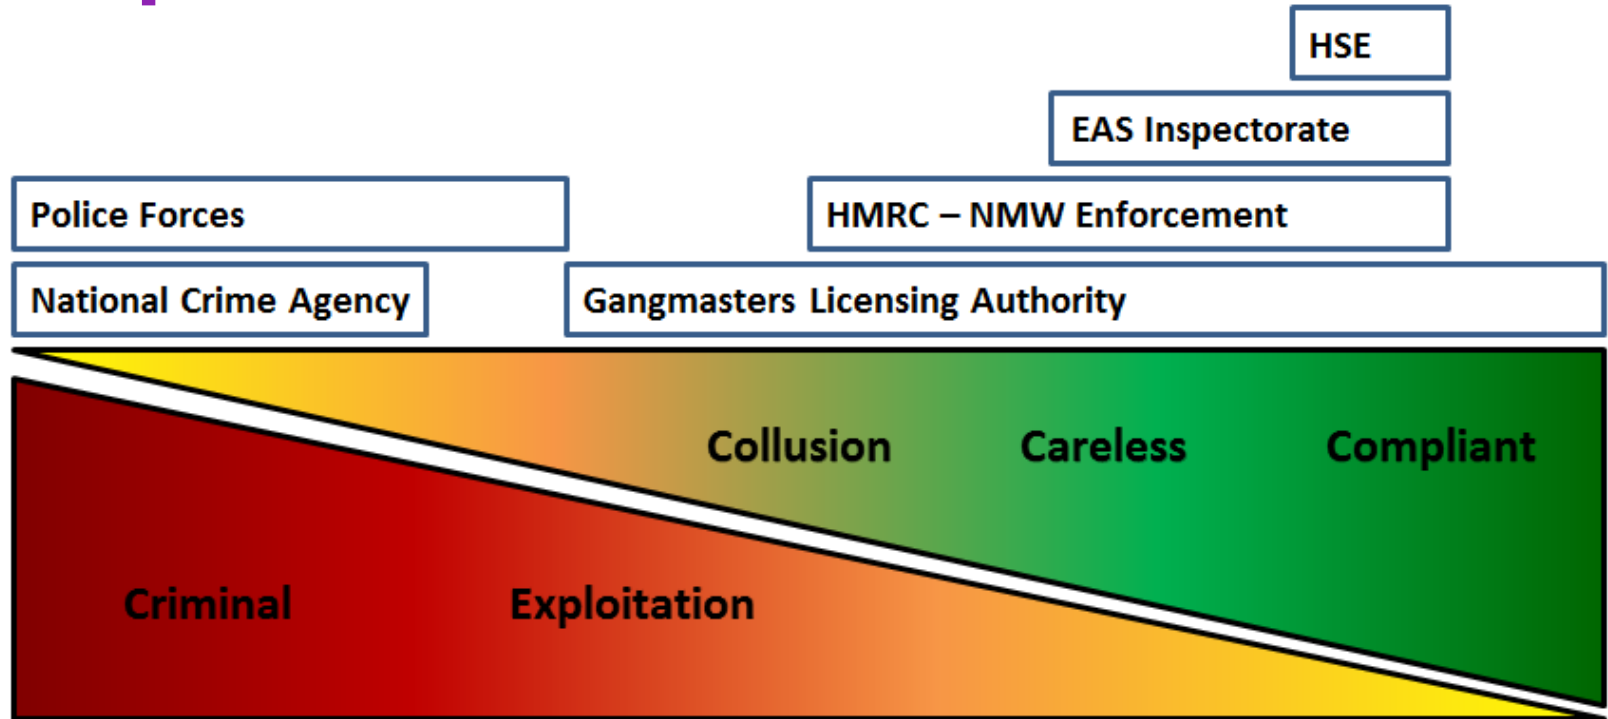 HSE
EAS Inspectorate
Police Forces
HMRC – NMW Enforcement
National Crime Agency
Gangmasters Licensing Authority
Collusion
Careless
Compliant
Criminal
Exploitation